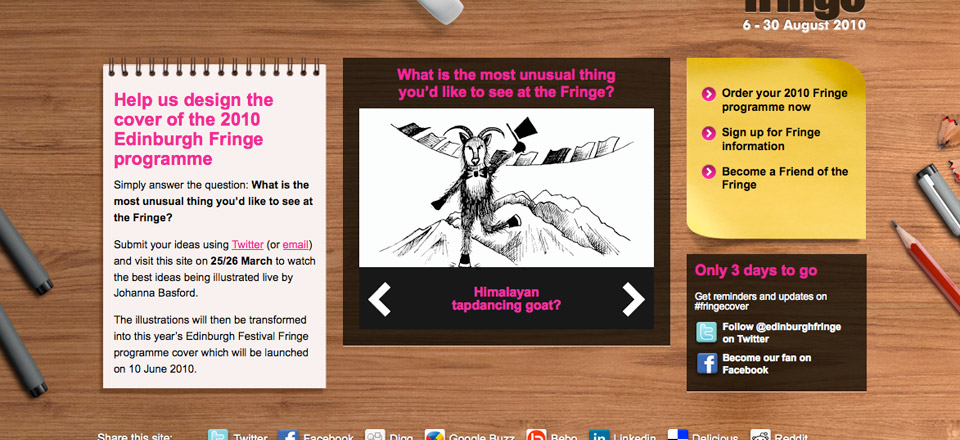 fringe
6 - 30 August 2010
Help us design the
cover of the 2010
Edinburgh Fringe
programme
Simply answer the question: What is the
most unusual thing you'd like to see at
the Fringe?
Submit your ideas using Twitter (or email)
and visit this site on 25/26 March to watch
the best ideas being illustrated live by
Johanna Basford.
The illustrations will then be transformed
into this year's Edinburgh Festival Fringe
programme cover which will be launched
on 10 June 2010.
What is the most unusual thing
you'd like to see at the Fringe?
Himalayan
tapdancing goat?
Order your 2010 Fringe
programme now
Sign up for Fringe
information
Become a Friend of the
Fringe
Only 3 days to go
Get reminders and updates on
#fringecover
Follow @edinburghfringe
on Twitter
Become our fan on
Facebook
Share this site: Twitter Facebook Digg Google Buzz Bebo Linkedin Delicious Reddit